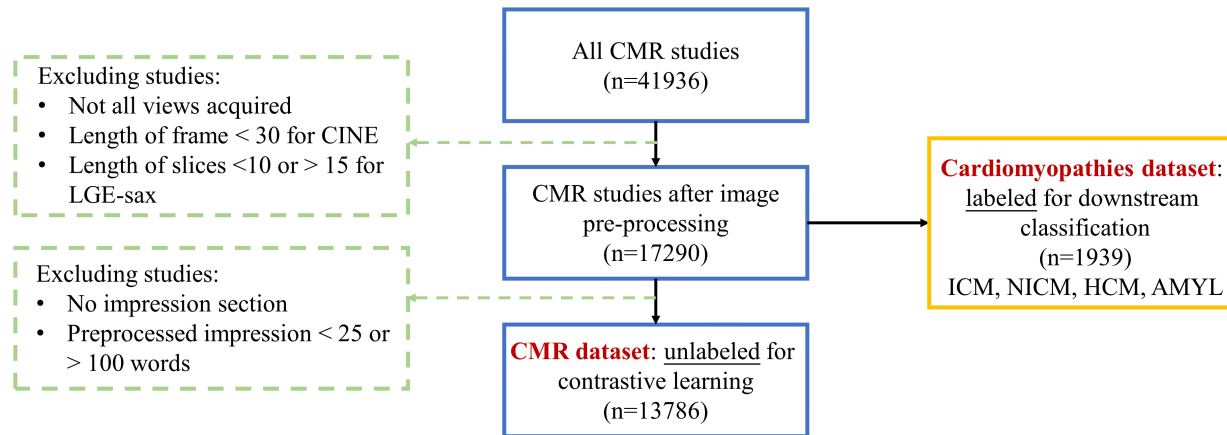 All CMR studies
(n=41936)
Excluding studies:
• Not all views acquired
• Length of frame < 30 for CINE
• Length of slices <10 or > 15 for
LGE-sax
CMR studies after image
pre-processing
(n=17290)
Cardiomyopathies dataset:
labeled for downstream
classification
(n=1939)
ICM, NICM, HCM, AMYL
Excluding studies:
• No impression section
• Preprocessed impression < 25 or
> 100 words
CMR dataset: unlabeled for
contrastive learning
(n=13786)